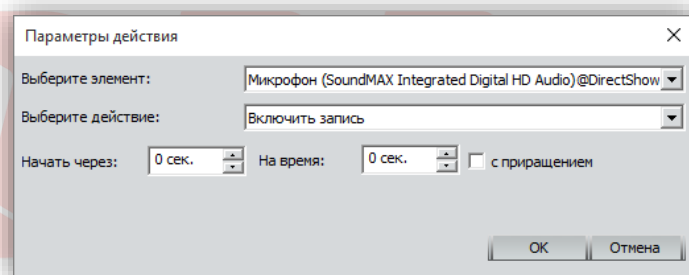 Параметры действия
Выберите элемент: Микрофон (SoundMAX Integrated Digital HD Audio)@DirectShow
Выберите действие: Включить запись
Начать через: 0 сек. На время: 0 сек. с приращением
OK Отмена